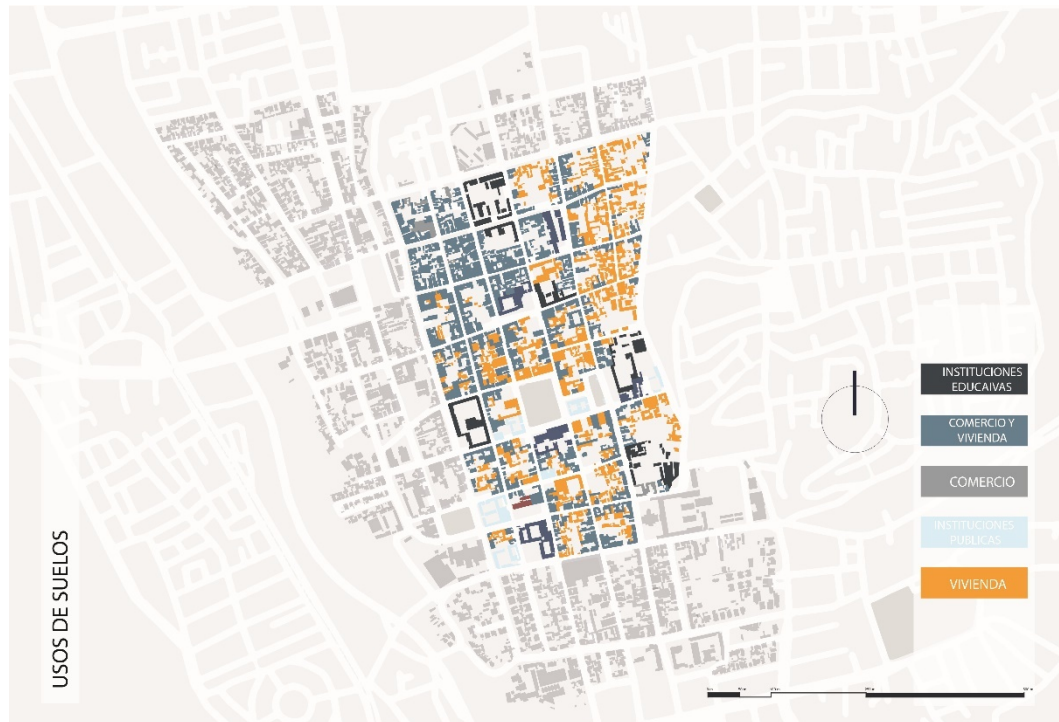 USOS DE SUELOS
INSTITUCIONES
EDUCAIVAS
COMERCIO Y
VIVIENDA
COMERCIO
INSTITUCIONES
PUBLICAS
VIVIENDA